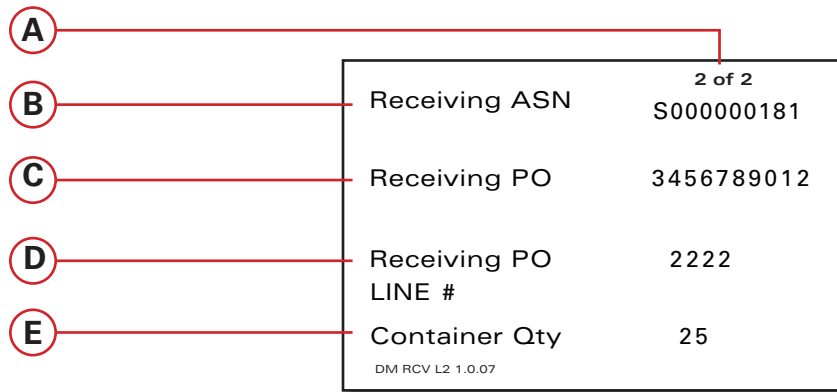 A
2 of 2
B
Receiving ASN S000000181
C
Receiving PO 3456789012
D
Receiving PO 2222
LINE #
E
Container Qty 25
DM RCV L2 1.0.07